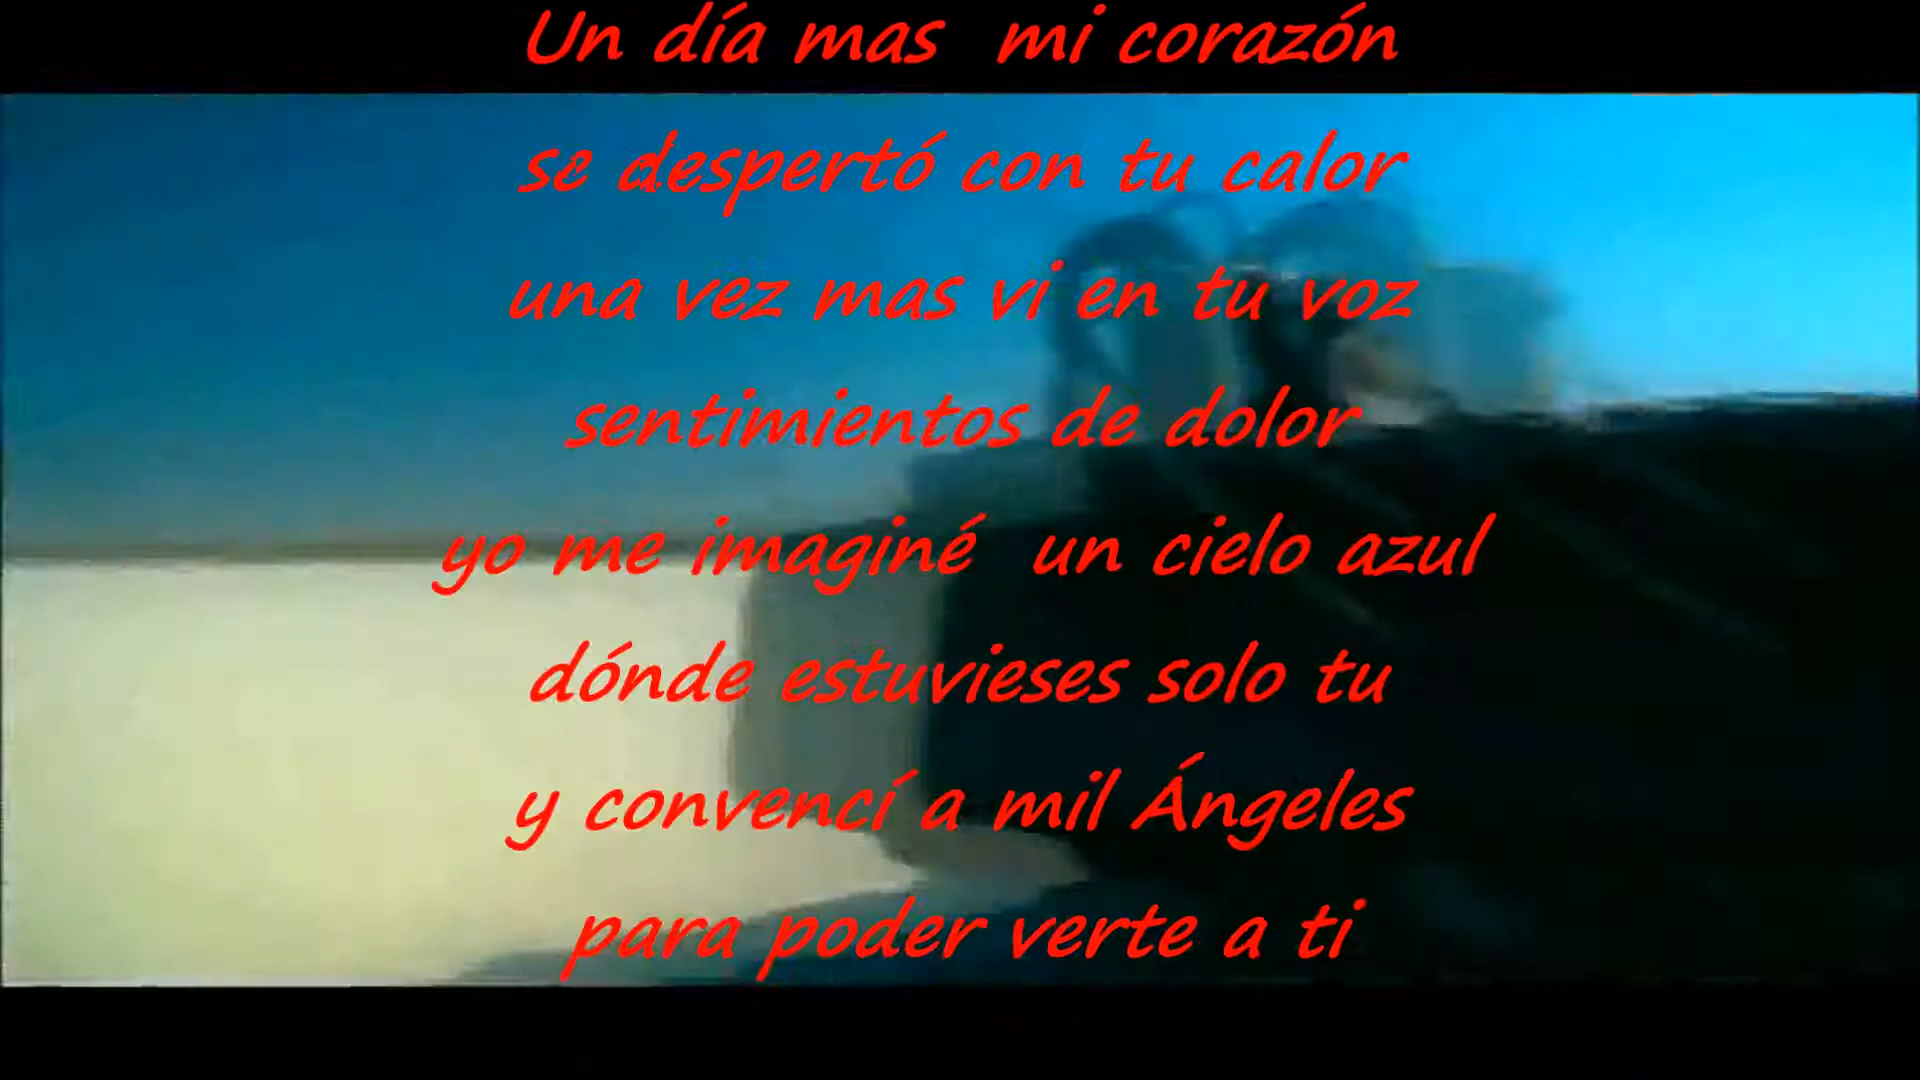 Un día mas mi corazón
se despertó con tu calor
una vez mas vi en tu voz
sentimientos de dolor
yo me imaginé un cielo azul
dónde estuvieses solo tu
y convencí a mil Ángeles
para poder verte a ti